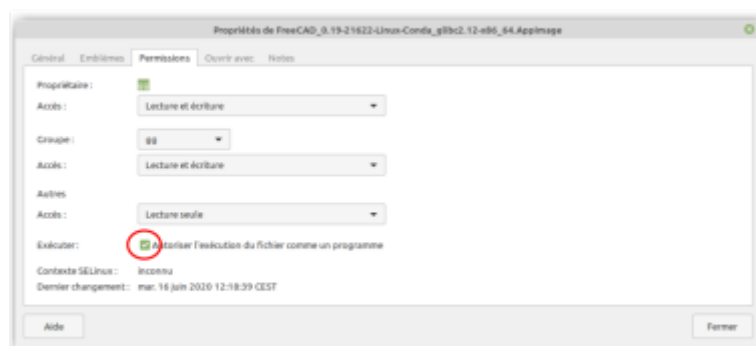 Propriétés de FreeCAD_0.19-21622-Linux-Conda_glibc2.12-x86_64.AppImage
Général Emblèmes Permissions Ouvrir avec Notes
Propriétaire :
Accès : Lecture et écriture
Groupe : gg
Accès : Lecture et écriture
Autres
Accès : Lecture seule
Exécuter : Autoriser l'exécution du fichier comme un programme
Contexte SELinux : inconnu
Dernier changement : mar. 16 juin 2020 12:18:39 CEST
Aide Fermer